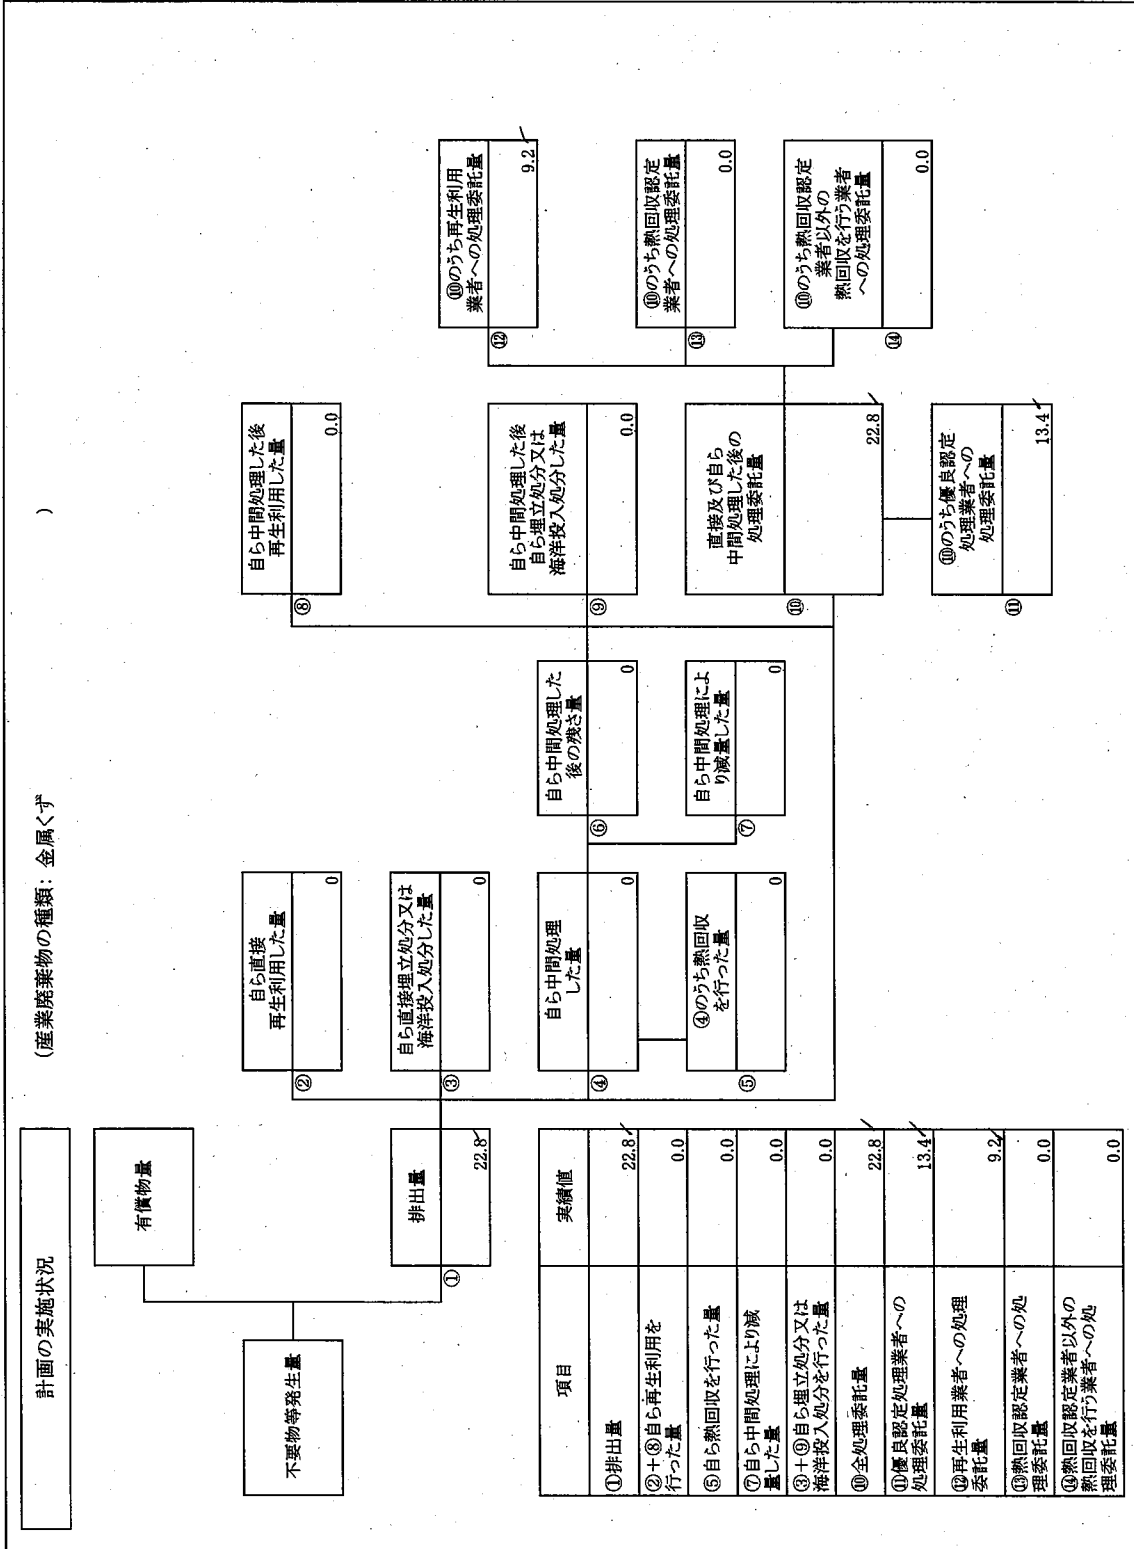 計画の実施状況
(産業廃棄物の種類：金属くず )
不要物等発生量
有償物量
①
排出量
22.8
②
自ら直接
再生利用した量
0
③
自ら直接埋立処分又は
海洋投入処分した量
0
④
自ら中間処理
した量
0
⑤
④のうち熱回収
を行った量
0
⑥
自ら中間処理した
後の残さ量
0
⑦
自ら中間処理によ
り減量した量
0
⑧
自ら中間処理した後
再生利用した量
0.0
⑨
自ら中間処理した後
自ら埋立処分又は
海洋投入処分した量
0.0
⑩
直接及び自ら
中間処理した後の
処理委託量
22.8
⑪
⑩のうち優良認定
処理業者への
処理委託量
13.4
⑫
⑩のうち再生利用
業者への処理委託量
9.2
⑬
⑩のうち熱回収認定
業者への処理委託量
0.0
⑭
⑩のうち熱回収認定
業者以外の
熱回収を行う業者
への処理委託量
0.0
項目 実績値
①排出量 22.8
②＋⑧自ら再生利用を
行った量 0.0
⑤自ら熱回収を行った量 0.0
⑦自ら中間処理により減
量した量 0.0
③＋⑨自ら埋立処分又は
海洋投入処分を行った量 0.0
⑩全処理委託量 22.8
⑪優良認定処理業者への
処理委託量 13.4
⑫再生利用業者への処理
委託量 9.2
⑬熱回収認定業者への処
理委託量 0.0
⑭熱回収認定業者以外の
熱回収を行う業者への処
理委託量 0.0